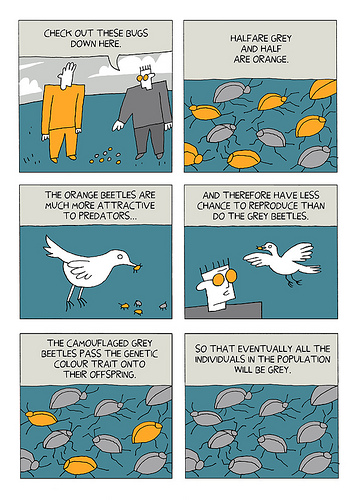 CHECK OUT THESE BUGS
DOWN HERE.
HALFARE GREY
AND HALF
ARE ORANGE.
THE ORANGE BEETLES ARE
MUCH MORE ATTRACTIVE
TO PREDATORS...
AND THEREFORE HAVE LESS
CHANCE TO REPRODUCE THAN
DO THE GREY BEETLES.
THE CAMOUFLAGED GREY
BEETLES PASS THE GENETIC
COLOUR TRAIT ONTO
THEIR OFFSPRING.
SO THAT EVENTUALLY ALL THE
INDIVIDUALS IN THE POPULATION
WILL BE GREY.